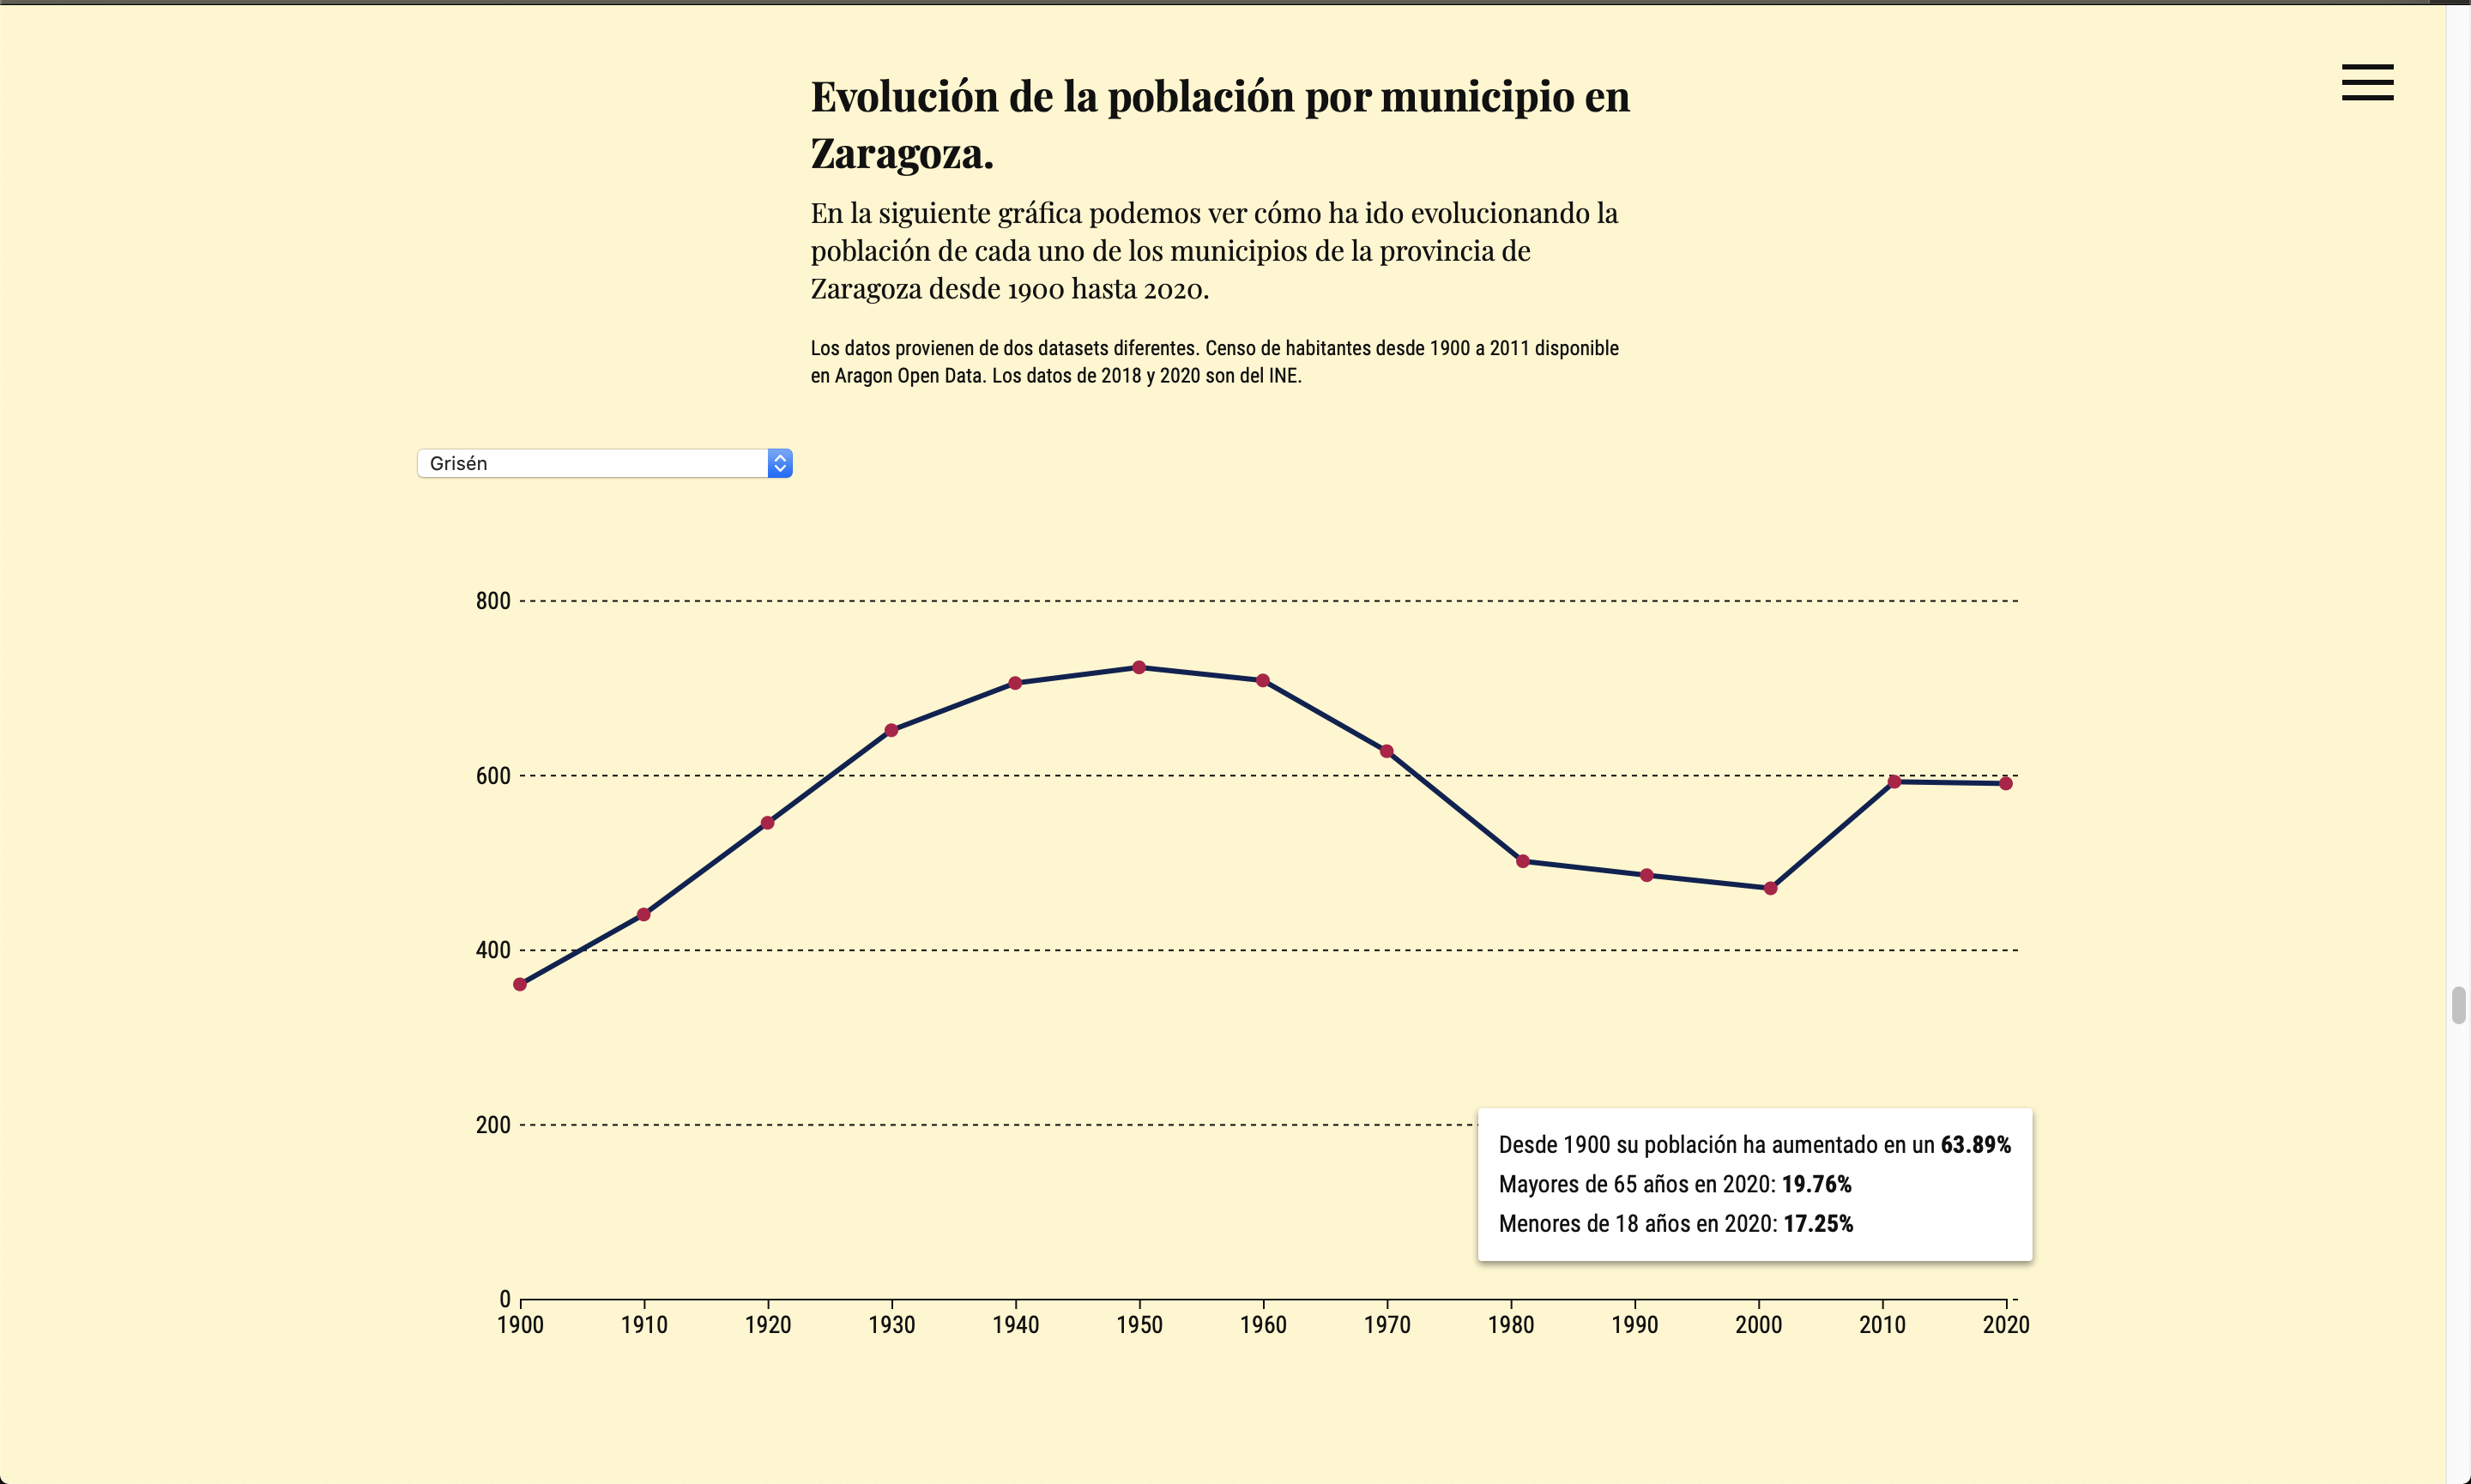 Evolución de la población por municipio en
Zaragoza.
En la siguiente gráfica podemos ver cómo ha ido evolucionando la
población de cada uno de los municipios de la provincia de
Zaragoza desde 1900 hasta 2020.
Los datos provienen de dos datasets diferentes. Censo de habitantes desde 1900 a 2011 disponible
en Aragon Open Data. Los datos de 2018 y 2020 son del INE.
Grisén
800
600
400
200
Desde 1900 su población ha aumentado en un 63.89%
Mayores de 65 años en 2020: 19.76%
Menores de 18 años en 2020: 17.25%
0
1900 1910 1920 1930 1940 1950 1960 1970 1980 1990 2000 2010 2020